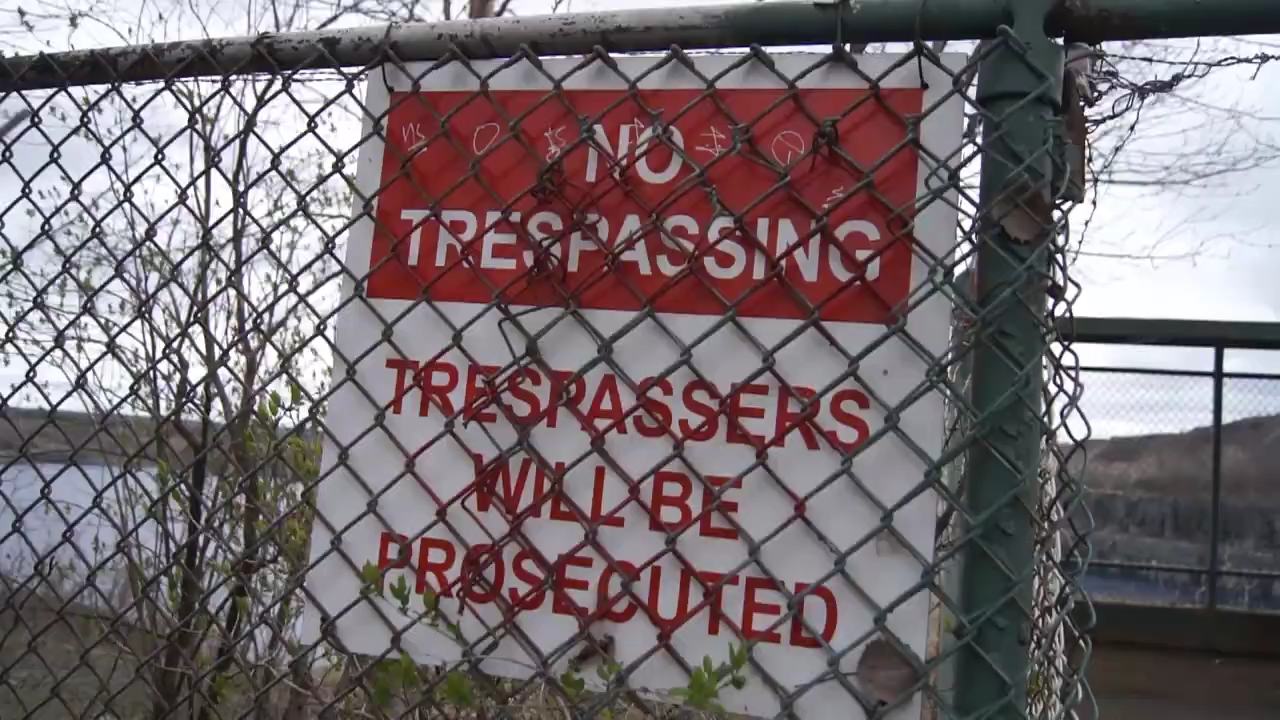 NO
TRESPASSING
TRESPASSERS
WILL BE
PROSECUTED